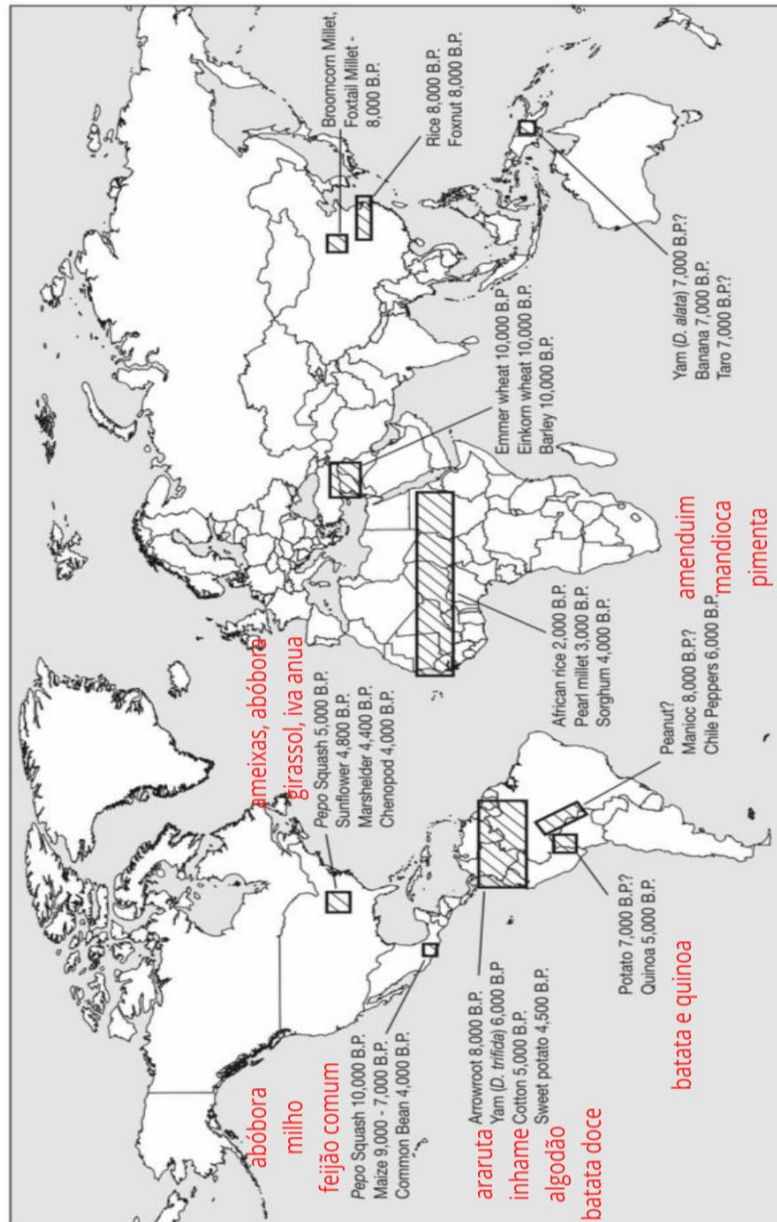 abóbora
milho
feijão comum
Pepo Squash 10,000 B.P.
Maize 9,000 - 7,000 B.P.
Common Bean 4,000 B.P.
ameixas, abóbora
girassol, iva anua
Pepo Squash 5,000 B.P.
Sunflower 4,800 B.P.
Marshelder 4,400 B.P.
Chenopod 4,000 B.P.
Arrowroot 8,000 B.P.
Yam (D. trifida) 6,000 B.P
Cotton 5,000 B.P.
Sweet potato 4,500 B.P.
araruta
inhame
algodão
batata doce
Potato 7,000 B.P.?
Quinoa 5,000 B.P.
batata e quinoa
Peanut?
Manioc 8,000 B.P.?
Chile Peppers 6,000 B.P.
amenduim
mandioca
pimenta
African rice 2,000 B.P.
Pearl millet 3,000 B.P.
Sorghum 4,000 B.P.
Emmer wheat 10,000 B.P.
Einkorn wheat 10,000 B.P.
Barley 10,000 B.P.
Broomcorn Millet,
Foxtail Millet -
8,000 B.P.
Rice 8,000 B.P.
Foxnut 8,000 B.P.
Yam (D. alata) 7,000 B.P.?
Banana 7,000 B.P.
Taro 7,000 B.P.?